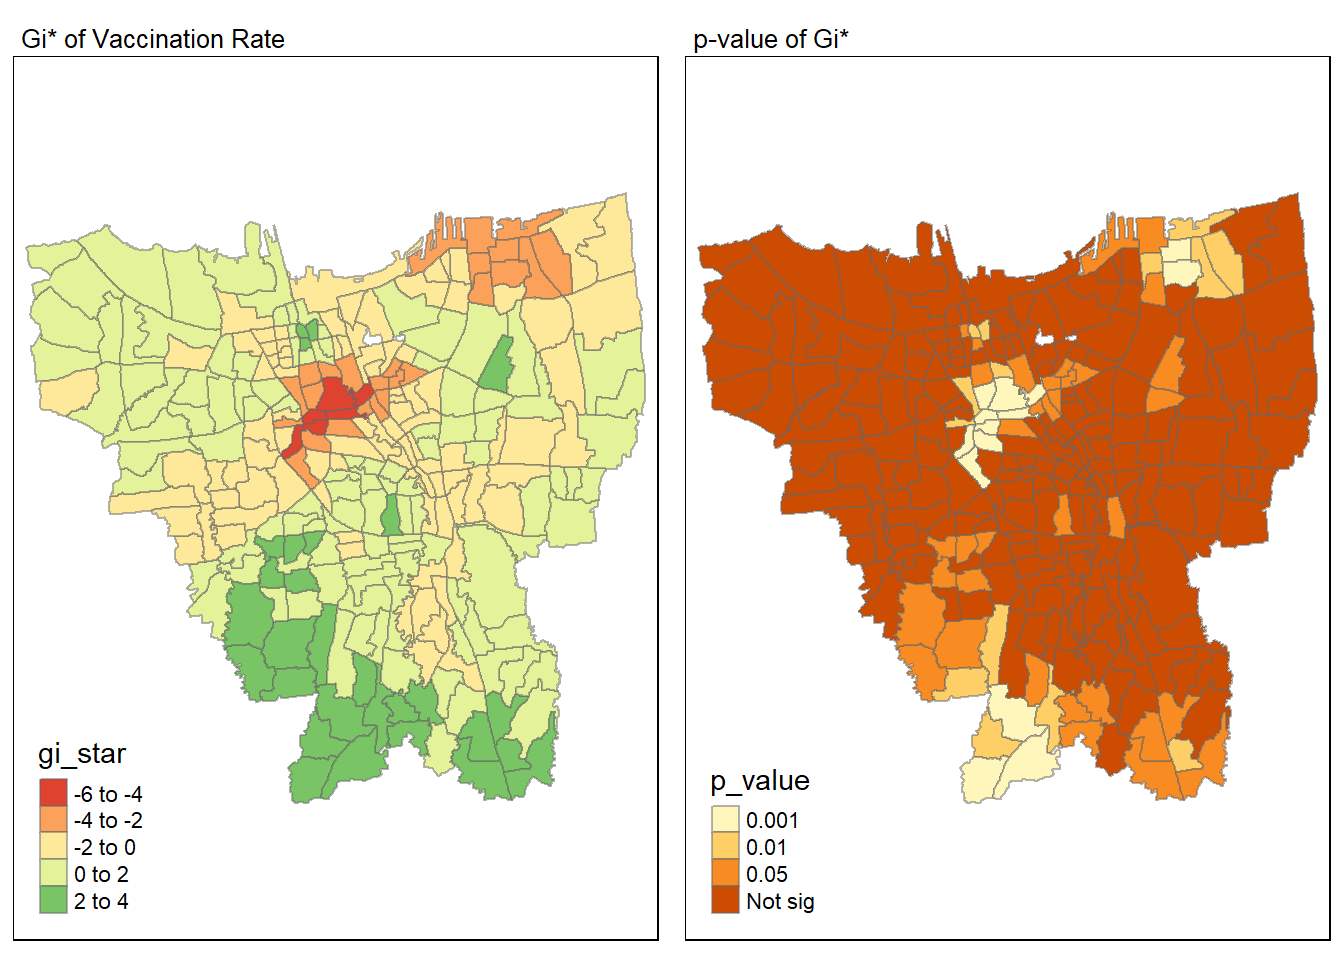 Gi* of Vaccination Rate
gi_star
-6 to -4
-4 to -2
-2 to 0
0 to 2
2 to 4
p-value of Gi*
p_value
0.001
0.01
0.05
Not sig